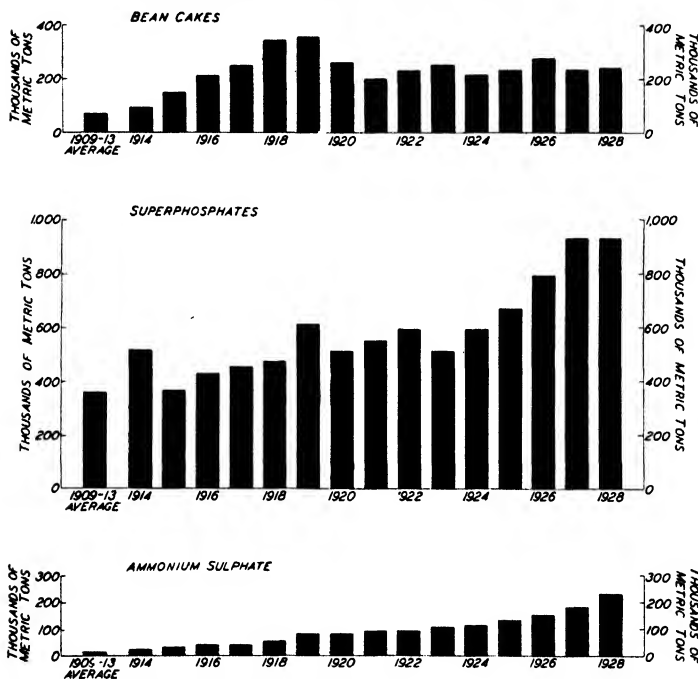 BEAN CAKES
THOUSANDS OF
METRIC TONS
400
200
0
400
200
0
THOUSANDS OF
METRIC TONS
1909-13
AVERAGE
1914 1916 1918 1920 1922 1924 1926 1928
SUPERPHOSPHATES
THOUSANDS OF METRIC TONS
1,000
800
600
400
200
0
1,000
800
600
400
200
0
THOUSANDS OF METRIC TONS
1909-13
AVERAGE
1914 1916 1918 1920 1922 1924 1926 1928
AMMONIUM SULPHATE
THOUSANDS OF
METRIC TONS
300
200
100
0
300
200
100
0
THOUSANDS OF
METRIC TONS
1909-13
AVERAGE
1914 1916 1918 1920 1922 1924 1926 1928